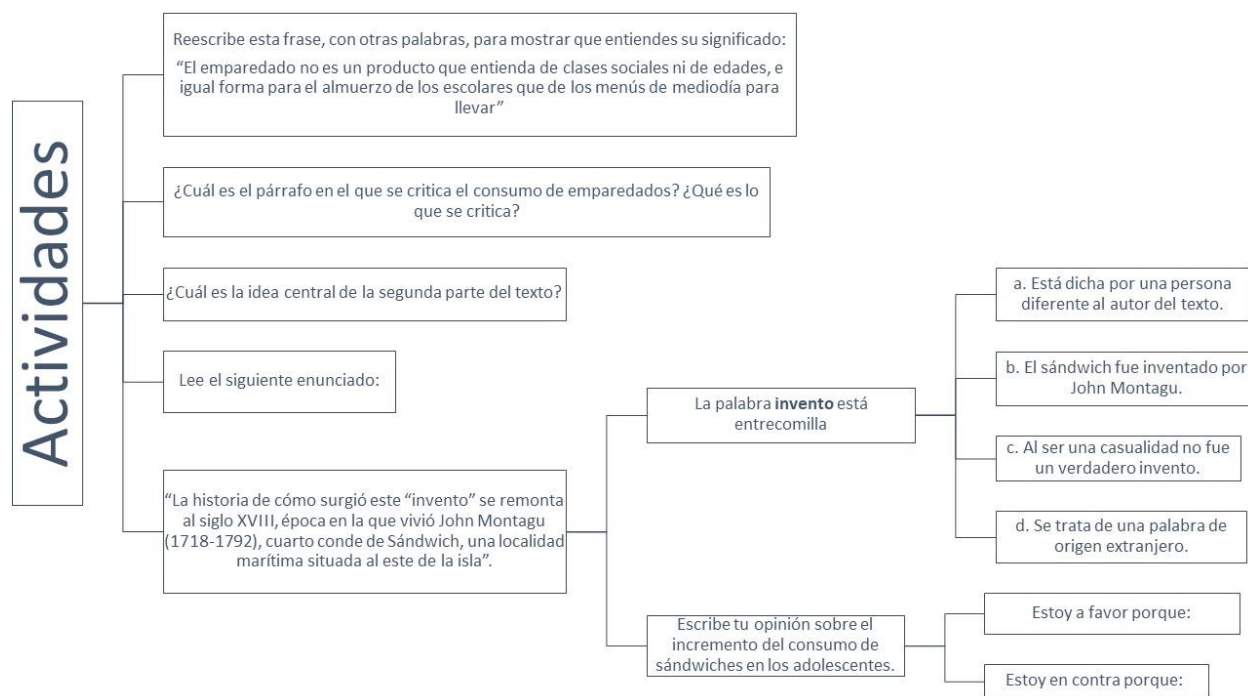 Actividades
Reescribe esta frase, con otras palabras, para mostrar que entiendes su significado:
“El emparedado no es un producto que entienda de clases sociales ni de edades, e
igual forma para el almuerzo de los escolares que de los menús de mediodía para
llevar”
¿Cuál es el párrafo en el que se critica el consumo de emparedados? ¿Qué es lo
que se critica?
¿Cuál es la idea central de la segunda parte del texto?
Lee el siguiente enunciado:
“La historia de cómo surgió este “invento” se remonta
al siglo XVIII, época en la que vivió John Montagu
(1718-1792), cuarto conde de Sándwich, una localidad
marítima situada al este de la isla”.
La palabra invento está
entrecomilla
a. Está dicha por una persona
diferente al autor del texto.
b. El sándwich fue inventado por
John Montagu.
c. Al ser una casualidad no fue
un verdadero invento.
d. Se trata de una palabra de
origen extranjero.
Escribe tu opinión sobre el
incremento del consumo de
sándwiches en los adolescentes.
Estoy a favor porque:
Estoy en contra porque: